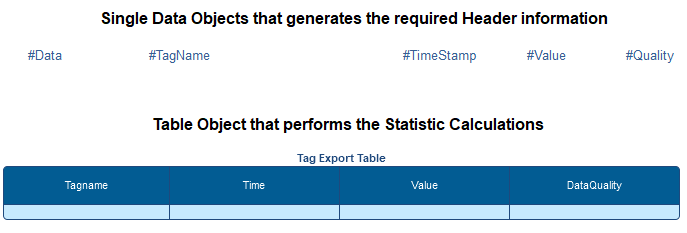 Single Data Objects that generates the required Header information
#Data #TagName #TimeStamp #Value #Quality
Table Object that performs the Statistic Calculations
Tag Export Table
Tagname Time Value DataQuality